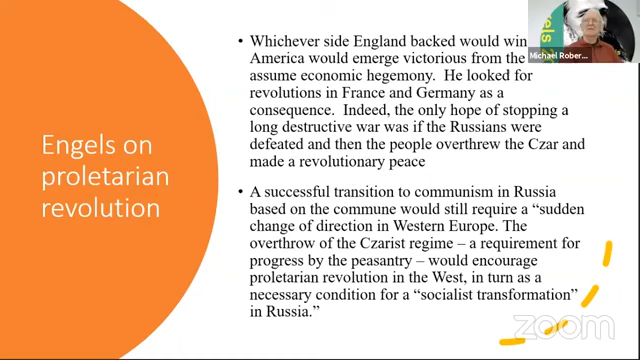 Engels on
proletarian
revolution
• Whichever side England backed would win
America would emerge victorious from the
assume economic hegemony. He looked for
revolutions in France and Germany as a
consequence. Indeed, the only hope of stopping a
long destructive war was if the Russians were
defeated and then the people overthrew the Czar and
made a revolutionary peace
• A successful transition to communism in Russia
based on the commune would still require a “sudden
change of direction in Western Europe. The
overthrow of the Czarist regime – a requirement for
progress by the peasantry – would encourage
proletarian revolution in the West, in turn as a
necessary condition for a “socialist transformation”
in Russia.”
Michael Rober...
zoom